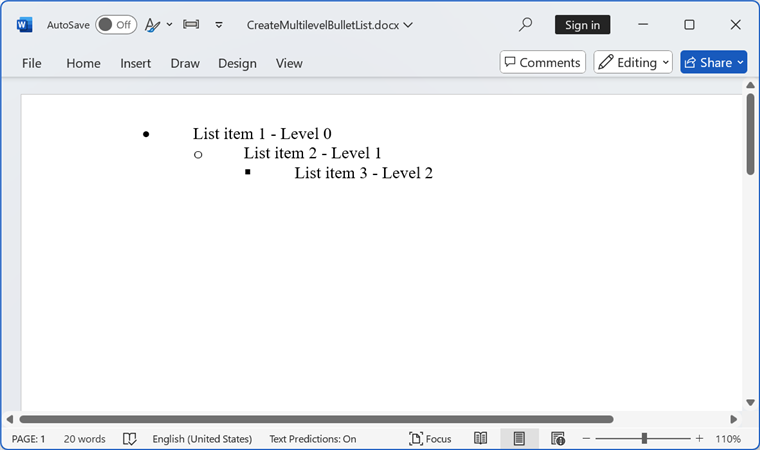 W AutoSave Off CreateMultilevelBulletList.docx Sign in
File Home Insert Draw Design View Comments Editing Share
List item 1 - Level 0
List item 2 - Level 1
List item 3 - Level 2
PAGE: 1 20 words English (United States) Text Predictions: On Focus 110%